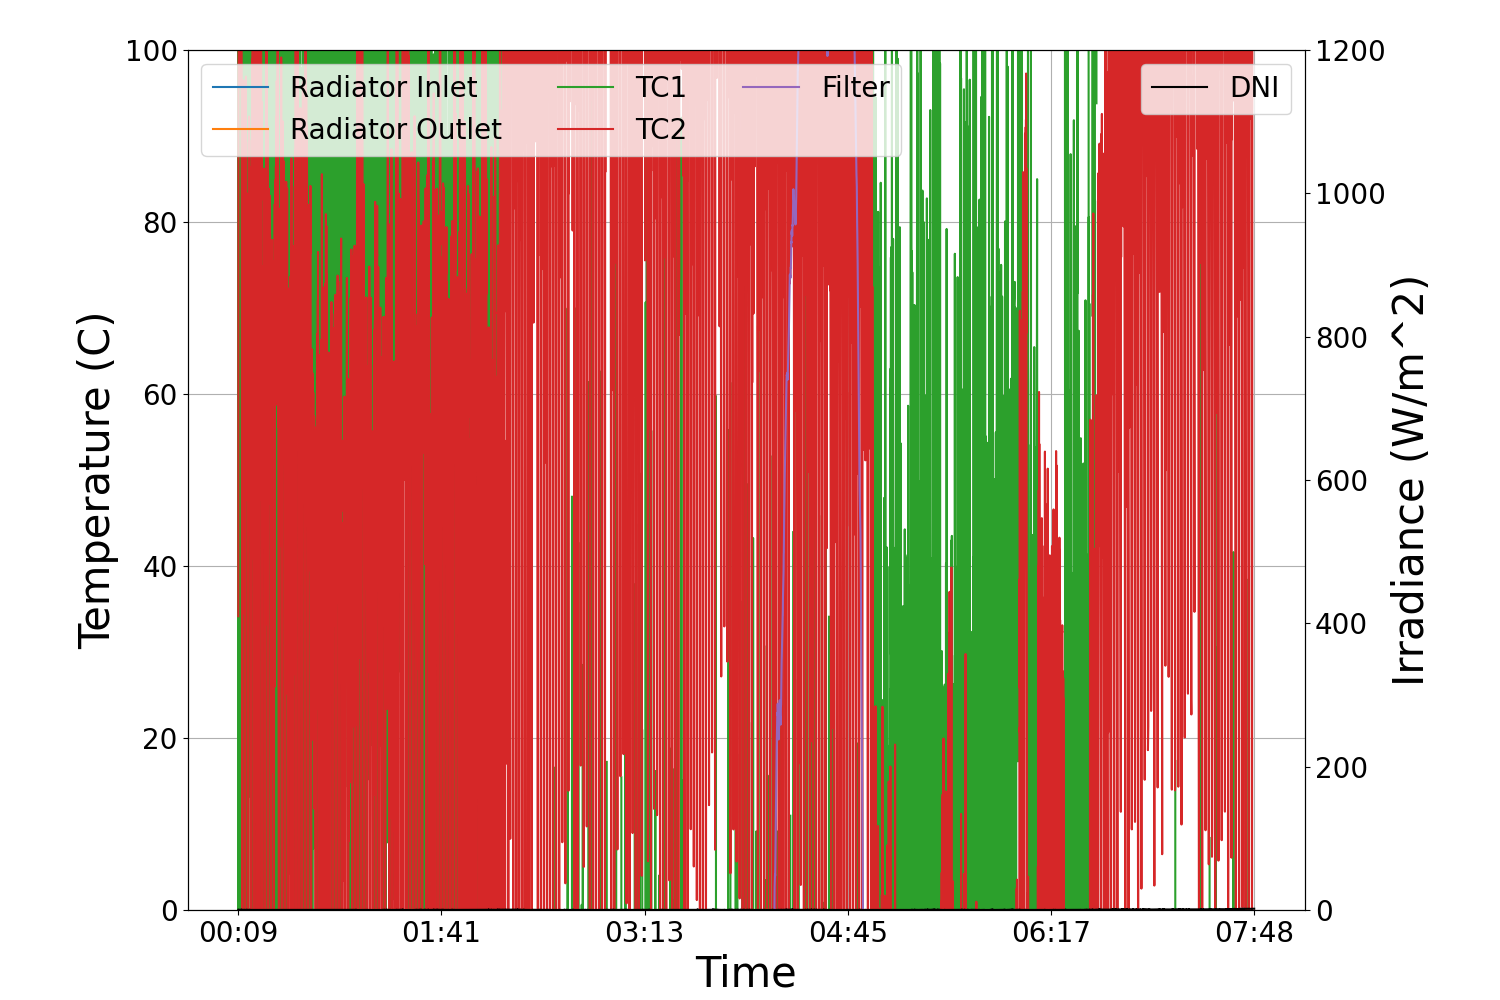 100
80
60
40
20
0
Temperature (C)
Radiator Inlet
Radiator Outlet
TC1
TC2
Filter
DNI
1200
1000
800
600
400
200
0
Irradiance (W/m^2)
00:09 01:41 03:13 04:45 06:17 07:48
Time